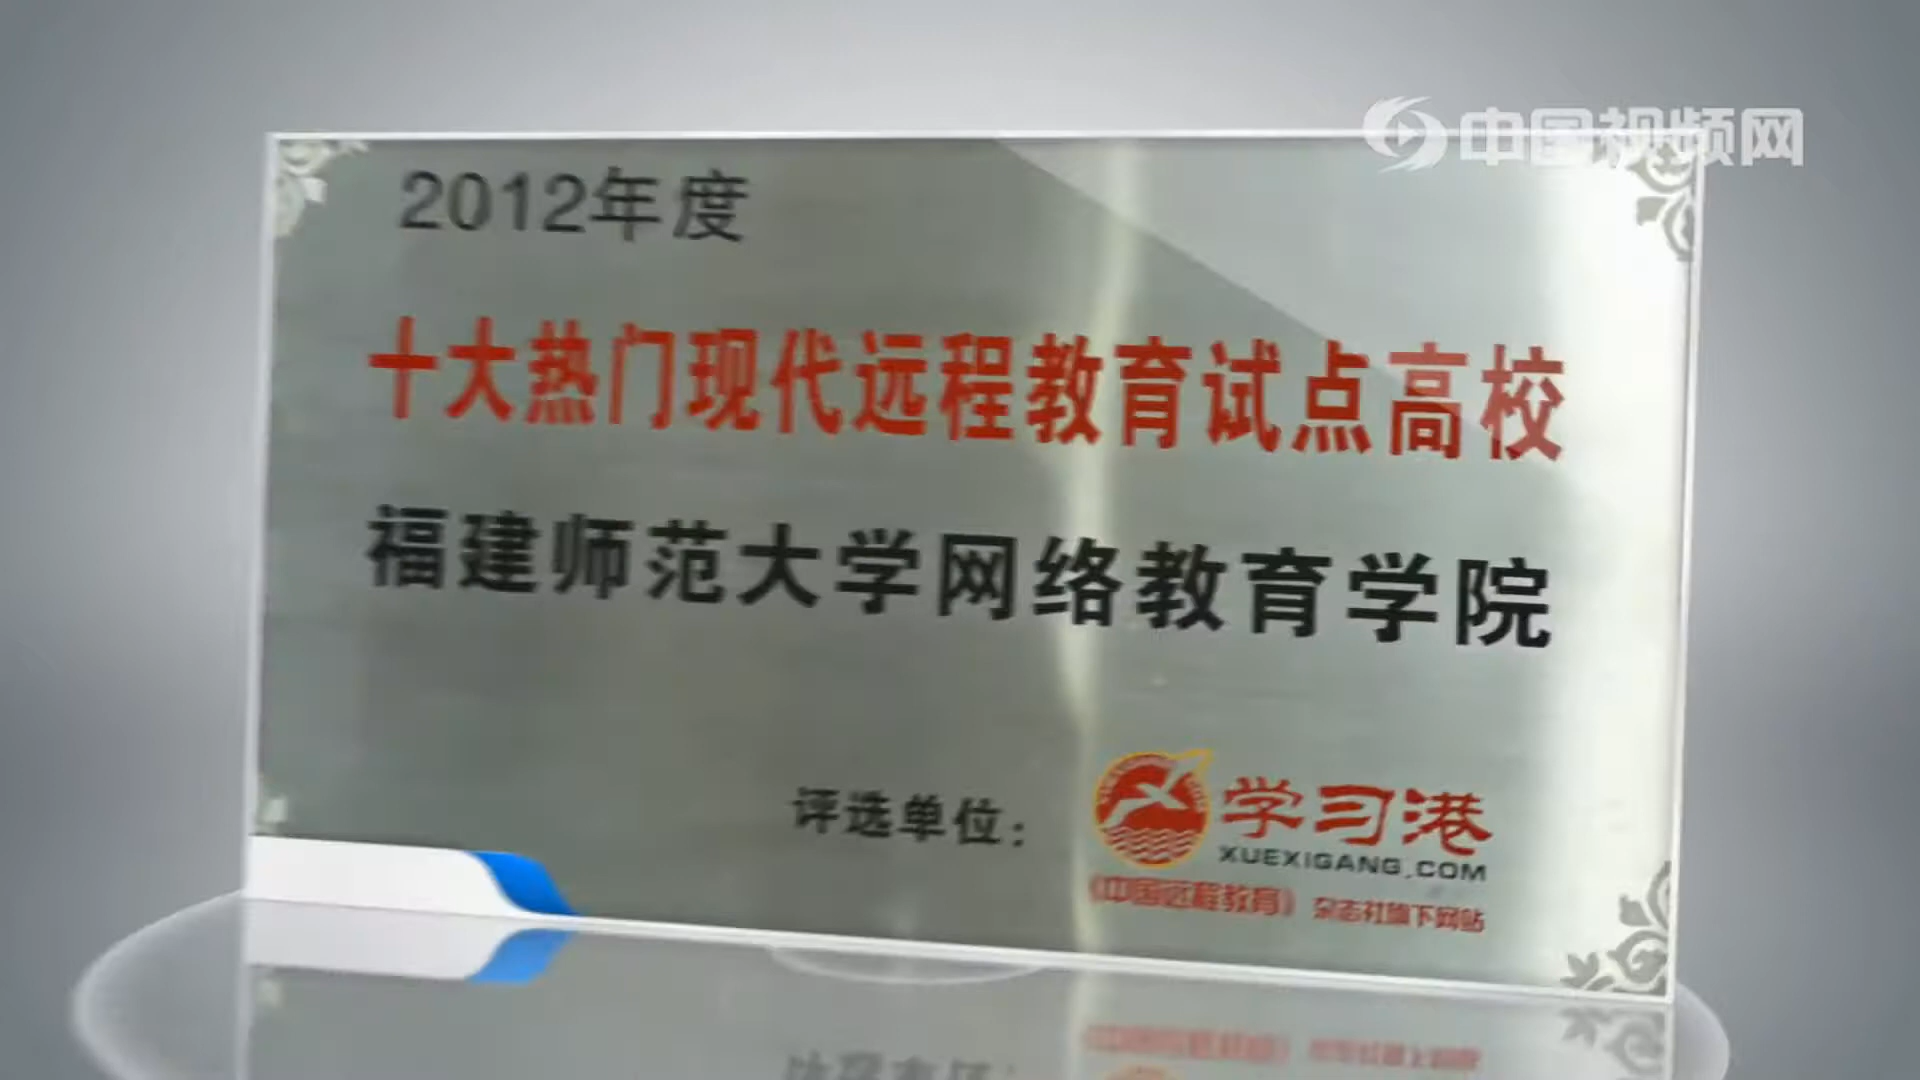 中国视频网
2012年度
十大热门现代远程教育试点高校
福建师范大学网络教育学院
评选单位：
学习港
XUEXIGANG.COM
《中国远程教育》杂志社旗下网站